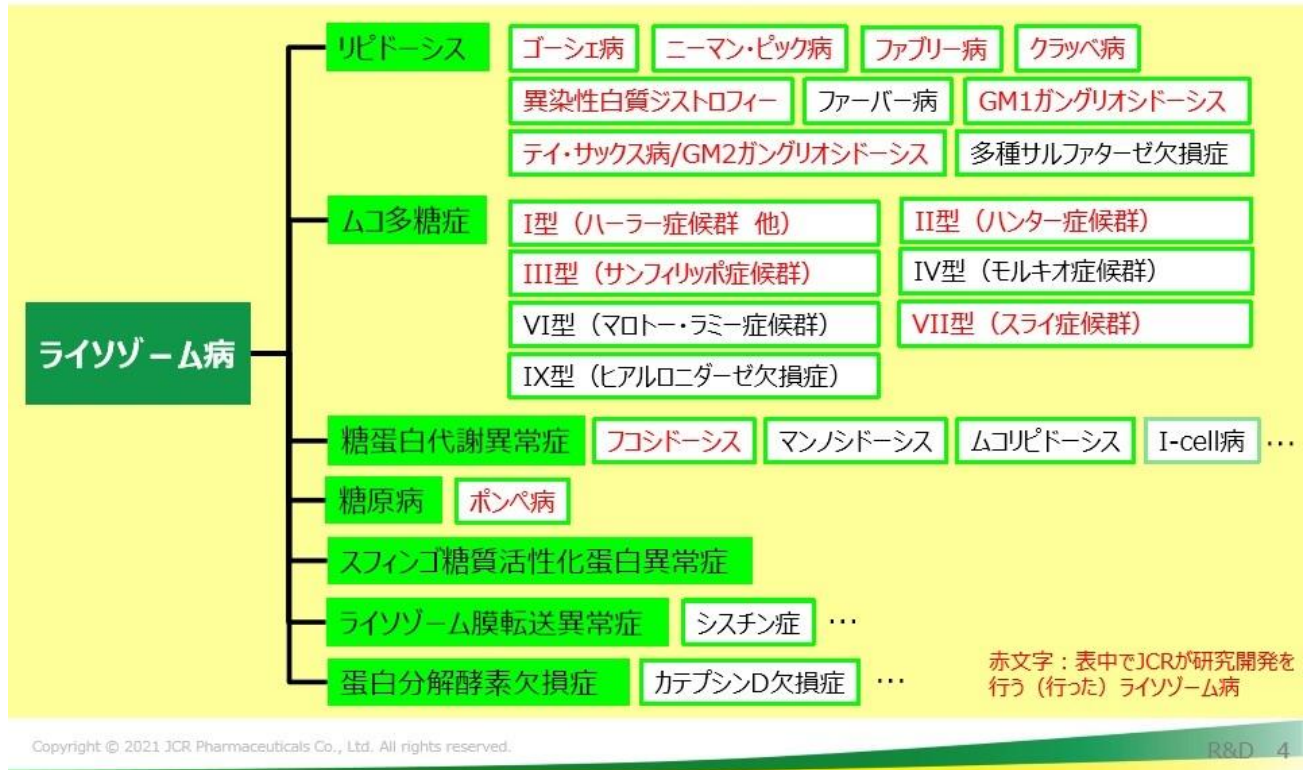 リピドーシス ゴーシェ病 ニーマン・ピック病 ファブリー病 クラッベ病
異染性白質ジストロフィー ファーバー病 GM1ガングリオシドーシス
テイ・サックス病/GM2ガングリオシドーシス 多種サルファターゼ欠損症
ムコ多糖症 I型（ハーラー症候群 他） II型（ハンター症候群）
III型（サンフィリッポ症候群） IV型（モルキオ症候群）
VI型（マロトー・ラミー症候群） VII型（スライ症候群）
ライソゾーム病
IX型（ヒアルロニダーゼ欠損症）
糖蛋白代謝異常症 フコシドーシス マンノシドーシス ムコリピドーシス I-cell病 …
糖原病 ポンペ病
スフィンゴ糖質活性化蛋白異常症
ライソゾーム膜転送異常症 シスチン症 …
蛋白分解酵素欠損症 カテプシンD欠損症 …
赤文字：表中でJCRが研究開発を
行う（行った）ライソゾーム病
Copyright © 2021 JCR Pharmaceuticals Co., Ltd. All rights reserved.
R&D 4